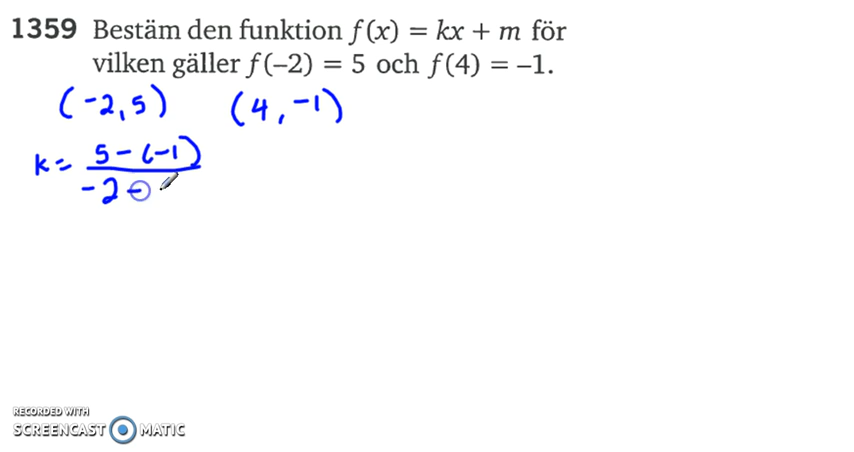 1359 Bestäm den funktion f(x) = kx + m för
vilken gäller f(–2) = 5 och f(4) = –1.
(-2,5) (4,-1)
k= 5-(-1)
-2-
RECORDED WITH
SCREENCAST MATIC